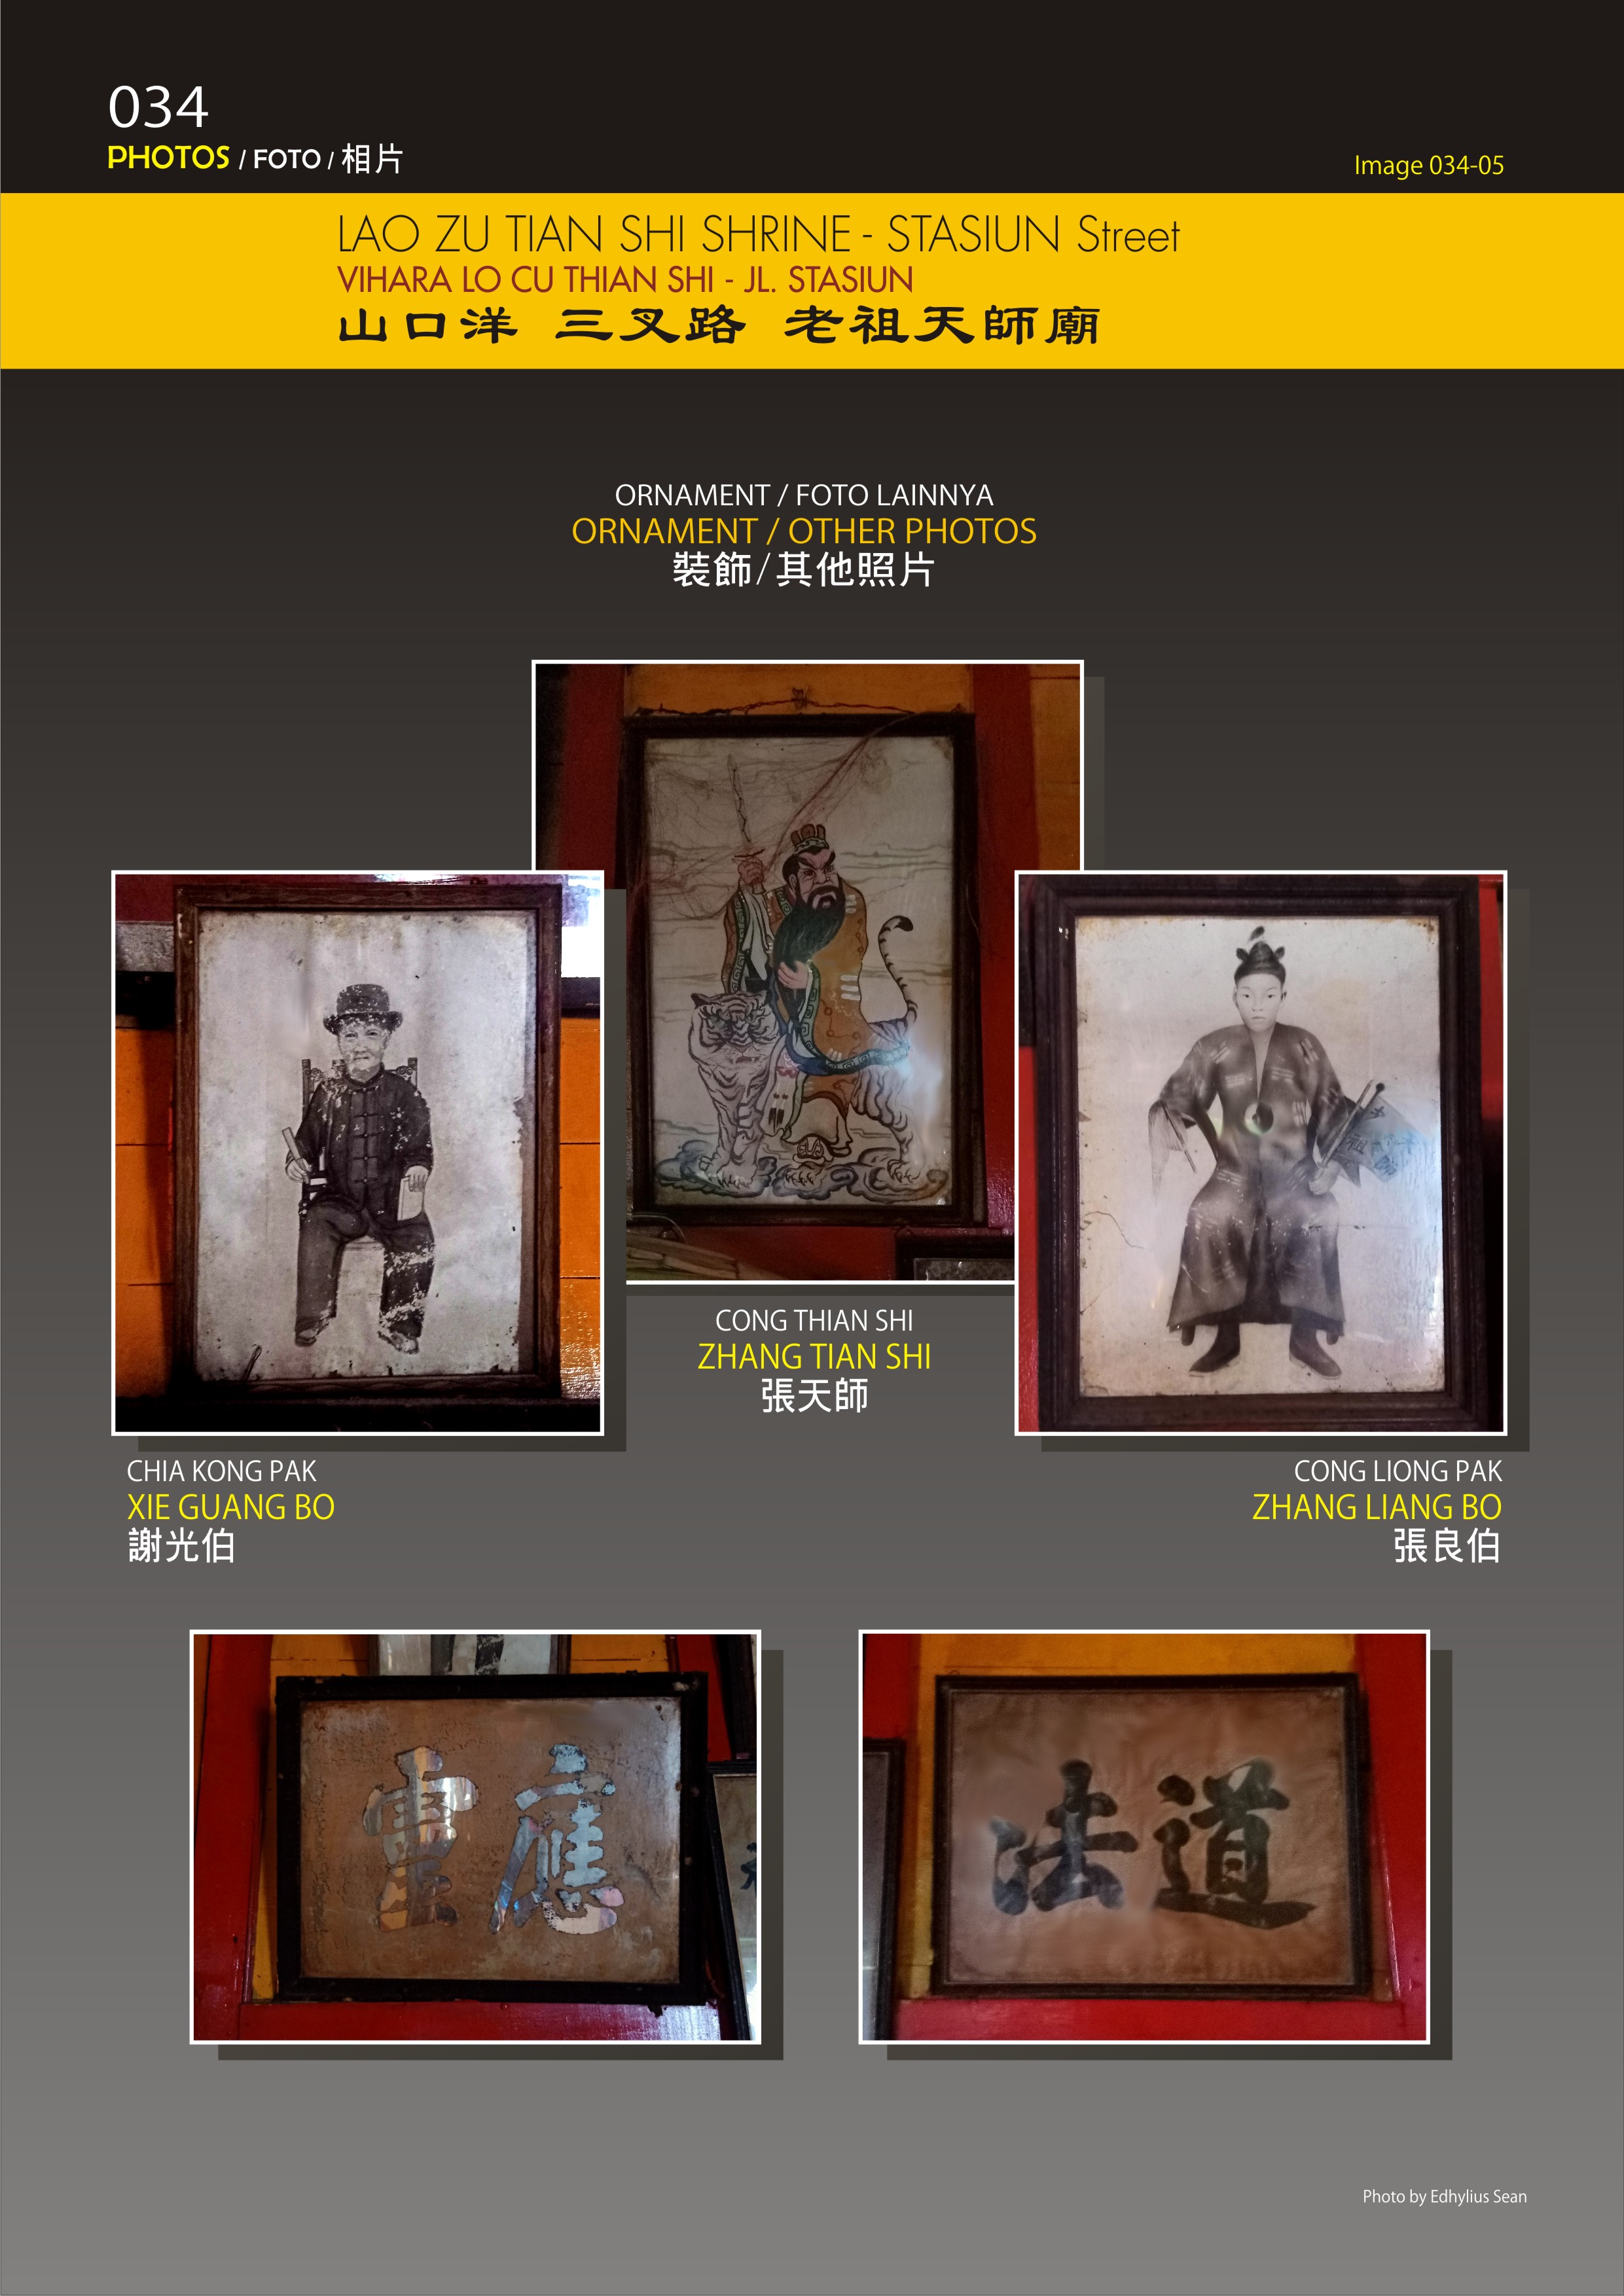 034
PHOTOS / FOTO / 相片
Image 034-05
LAO ZU TIAN SHI SHRINE - STASIUN Street
VIHARA LO CU THIAN SHI - JL. STASIUN
山口洋 三叉路 老祖天師廟
ORNAMENT / FOTO LAINNYA
ORNAMENT / OTHER PHOTOS
裝飾/其他照片
CONG THIAN SHI
ZHANG TIAN SHI
張天師
CHIA KONG PAK
XIE GUANG BO
謝光伯
CONG LIONG PAK
ZHANG LIANG BO
張良伯
靈應
法道
Photo by Edhylius Sean